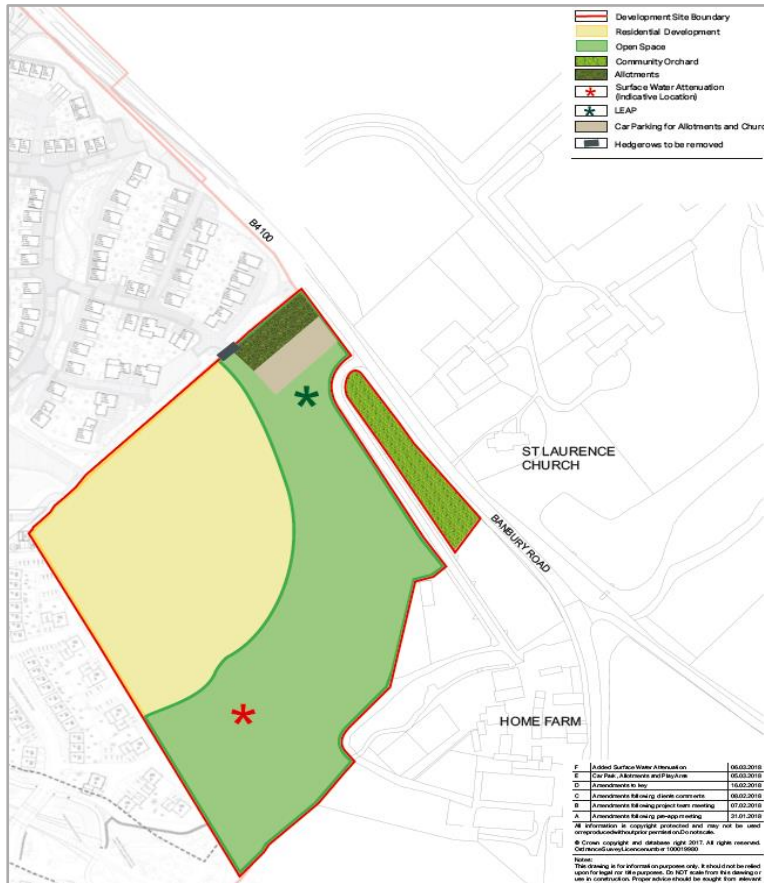 Development Site Boundary
Residential Development
Open Space
Community Orchard
Allotments
Surface Water Attenuation
(Indicative Location)
LEAP
Car Parking for Allotments and Churc
Hedgerows to be removed
B4100
ST LAURENCE
CHURCH
BANBURY ROAD
HOME FARM
F Added Surface Water Attenuation 06.03.2018
E Car Park, Allotments and Play Area 05.03.2018
D Amendments to key 16.02.2018
C Amendments following clients comments 08.02.2018
B Amendments following project team meeting 07.02.2018
A Amendments following pre-app meeting 31.01.2018
All information is copyright protected and may not be used
or reproduced without prior permission. Do not scale.
© Crown copyright and database right 2017. All rights reserved.
Ordnance Survey Licence number 100019980
Notes:
This drawing is for information purposes only. It should not be relied
upon for legal nor title purposes. Do NOT scale from this drawing or
use in construction. Proper advice should be sought from relevant